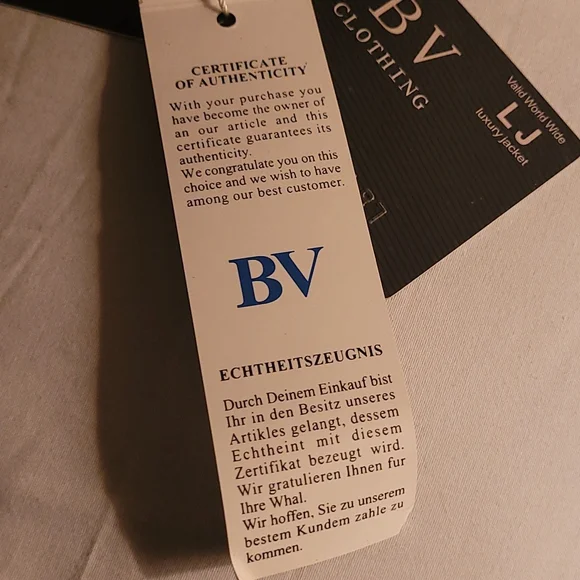 BV
CLOTHING
Valid World Wide
LJ
luxury jacket
CERTIFICATE
OF AUTHENTICITY
With your purchase you
have become the owner of
an our article and this
certificate guarantees its
authenticity.
We congratulate you on this
choice and we wish to have
among our best customer.
BV
ECHTHEITSZEUGNIS
Durch Deinem Einkauf bist
Ihr in den Besitz unseres
Artikles gelangt, dessem
Echtheint mit diesem
Zertifikat bezeugt wird.
Wir gratulieren Ihnen fur
Ihre Whal.
Wir hoffen, Sie zu unserem
bestem Kundem zahle zu
kommen.